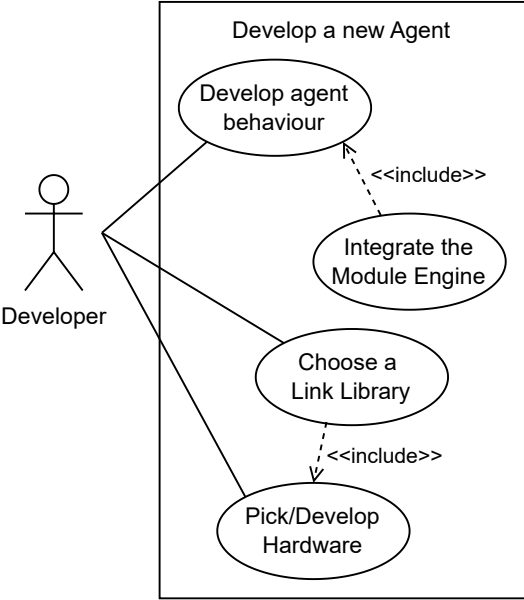 Develop a new Agent
Develop agent
behaviour
<<include>>
Integrate the
Module Engine
Developer
Choose a
Link Library
<<include>>
Pick/Develop
Hardware